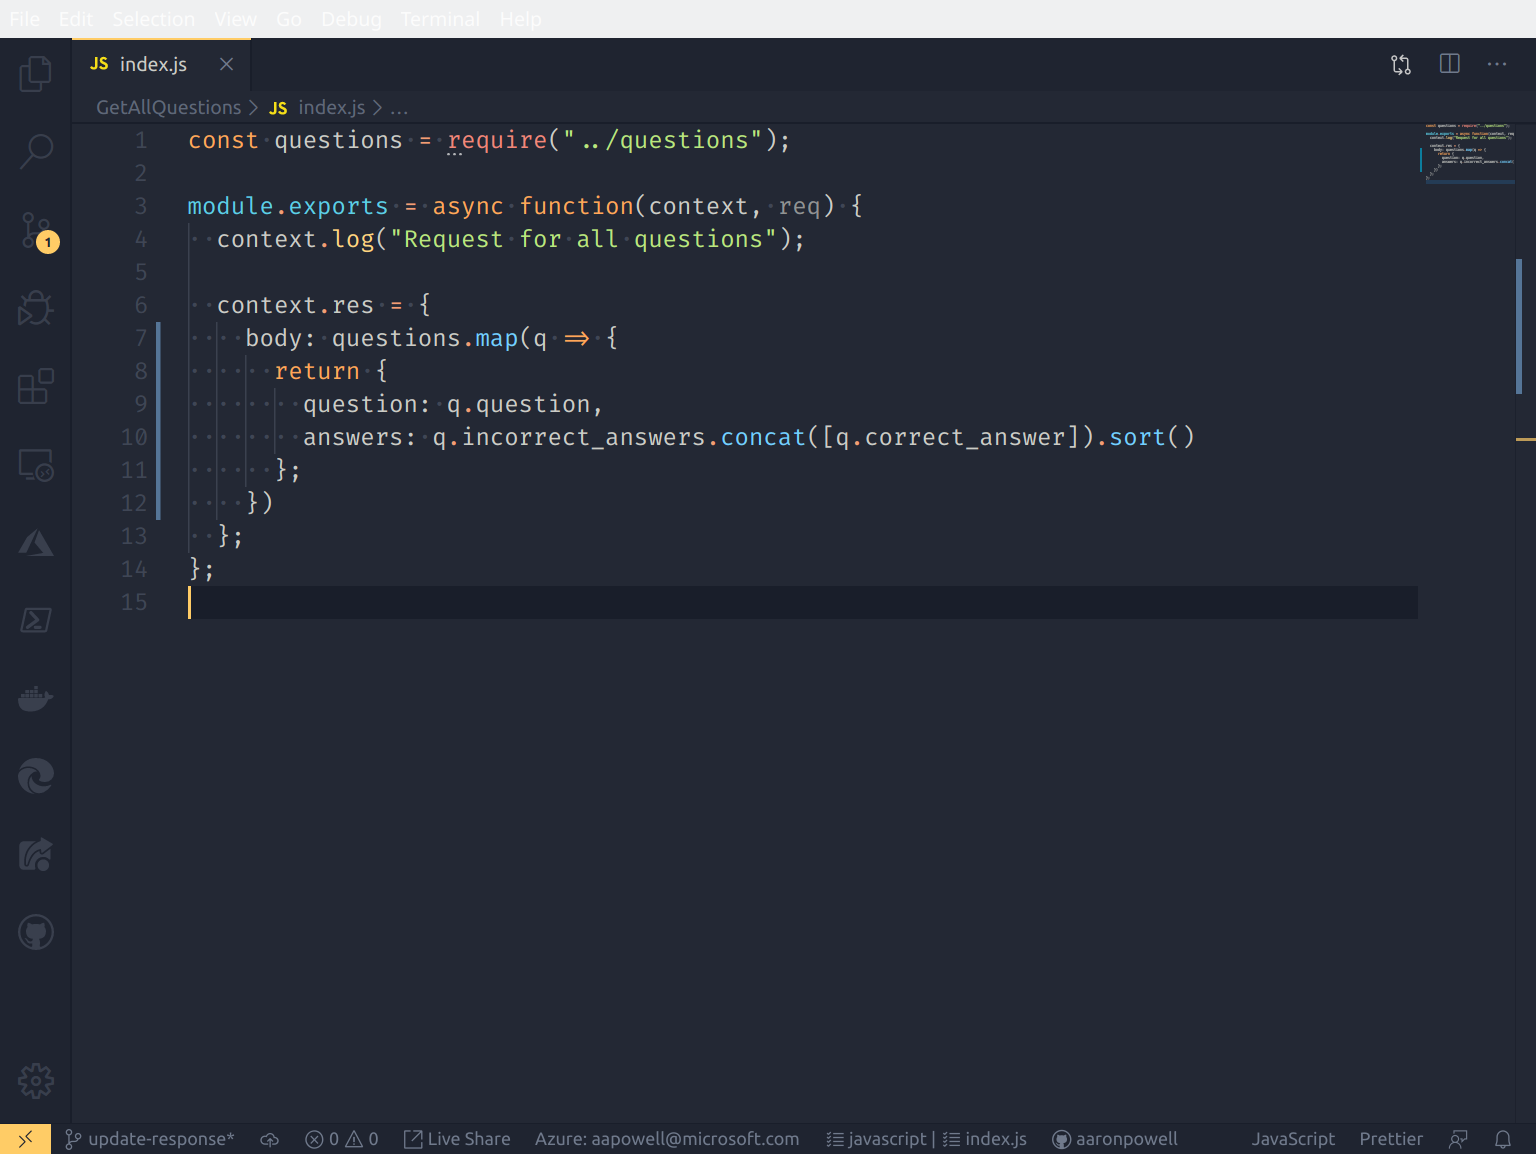 File Edit Selection View Go Debug Terminal Help
JS index.js
GetAllQuestions > JS index.js > ...
1 const questions = require("../questions");
2
3 module.exports = async function(context, req) {
4 context.log("Request for all questions");
5
6 context.res = {
7 body: questions.map(q => {
8 return {
9 question: q.question,
10 answers: q.incorrect_answers.concat([q.correct_answer]).sort()
11 };
12 })
13 };
14 };
15
1
update-response* 0 0 Live Share Azure: aapowell@microsoft.com javascript | index.js aaronpowell JavaScript Prettier